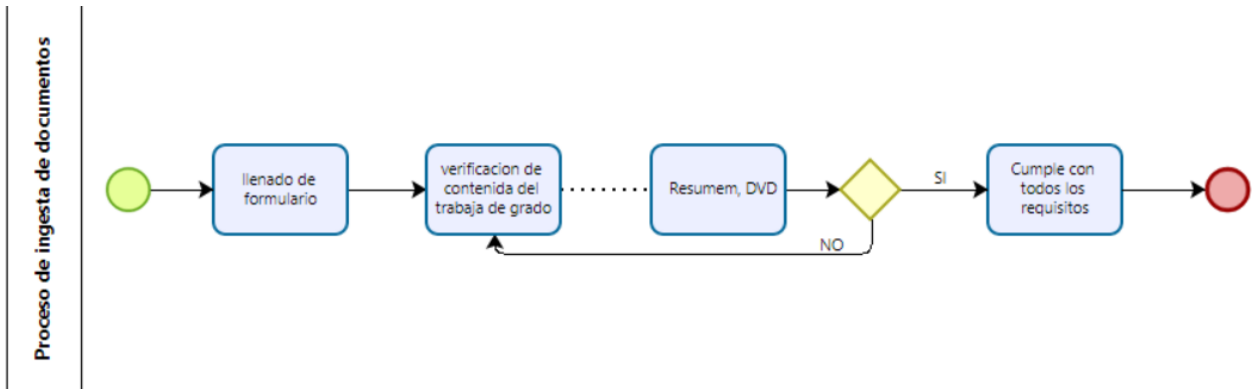 Proceso de ingesta de documentos
llenado de
formulario
verificacion de
contenida del
trabaja de grado
Resumem, DVD
SI
NO
Cumple con
todos los
requisitos